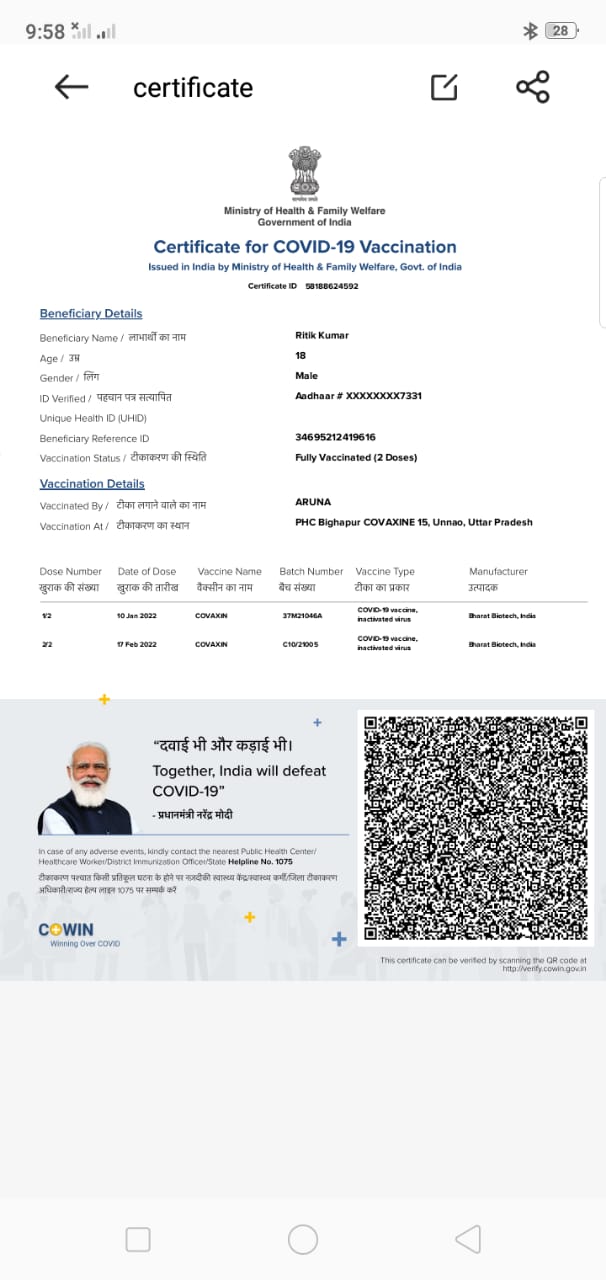 9:58
28
certificate
सत्यमेव जयते
Ministry of Health & Family Welfare
Government of India
Certificate for COVID-19 Vaccination
Issued in India by Ministry of Health & Family Welfare, Govt. of India
Certificate ID 58188624592
Beneficiary Details
Beneficiary Name / लाभार्थी का नाम Ritik Kumar
Age / उम्र 18
Gender / लिंग Male
ID Verified / पहचान पत्र सत्यापित Aadhaar # XXXXXXXX7331
Unique Health ID (UHID)
Beneficiary Reference ID 34695212419616
Vaccination Status / टीकाकरण की स्थिति Fully Vaccinated (2 Doses)
Vaccination Details
Vaccinated By / टीका लगाने वाले का नाम ARUNA
Vaccination At / टीकाकरण का स्थान PHC Bighapur COVAXINE 15, Unnao, Uttar Pradesh
Dose Number Date of Dose Vaccine Name Batch Number Vaccine Type Manufacturer
खुराक की संख्या खुराक की तारीख वैक्सीन का नाम बैच संख्या टीका का प्रकार उत्पादक
1/2 10 Jan 2022 COVAXIN 37M21046A COVID-19 vaccine, inactivated virus Bharat Biotech, India
2/2 17 Feb 2022 COVAXIN C10/21005 COVID-19 vaccine, inactivated virus Bharat Biotech, India
“दवाई भी और कड़ाई भी।
Together, India will defeat
COVID-19”
- प्रधानमंत्री नरेंद्र मोदी
In case of any adverse events, kindly contact the nearest Public Health Center/
Healthcare Worker/District Immunization Officer/State Helpline No. 1075
टीकाकरण पश्चात किसी प्रतिकूल घटना के होने पर नज़दीकी स्वास्थ्य केंद्र/स्वास्थ्य कर्मी/जिला टीकाकरण
अधिकारी/राज्य हेल्प लाइन 1075 पर सम्पर्क करें
COWIN
Winning Over COVID
This certificate can be verified by scanning the QR code at
http://verify.cowin.gov.in